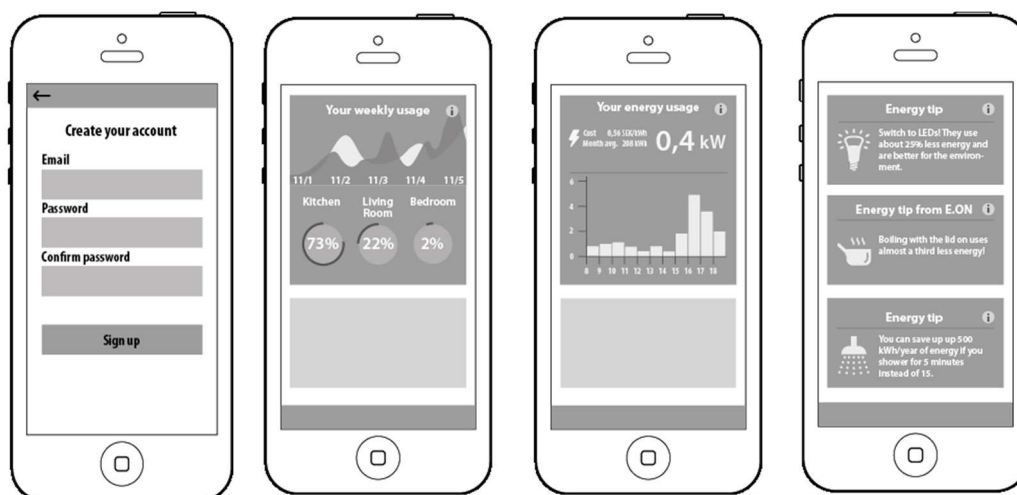 Create your account
Email
Password
Confirm password
Sign up
Your weekly usage
11/1 11/2 11/3 11/4 11/5
Kitchen Living Room Bedroom
73% 22% 2%
Your energy usage
Cost 0,56 SEK/kWh
Month avg. 208 kWh
0,4 kW
6
4
2
0
8 9 10 11 12 13 14 15 16 17 18
Energy tip
Switch to LEDs! They use
about 25% less energy and
are better for the environ-
ment.
Energy tip from E.ON
Boiling with the lid on uses
almost a third less energy!
Energy tip
You can save up up 500
kWh/year of energy if you
shower for 5 minutes
instead of 15.